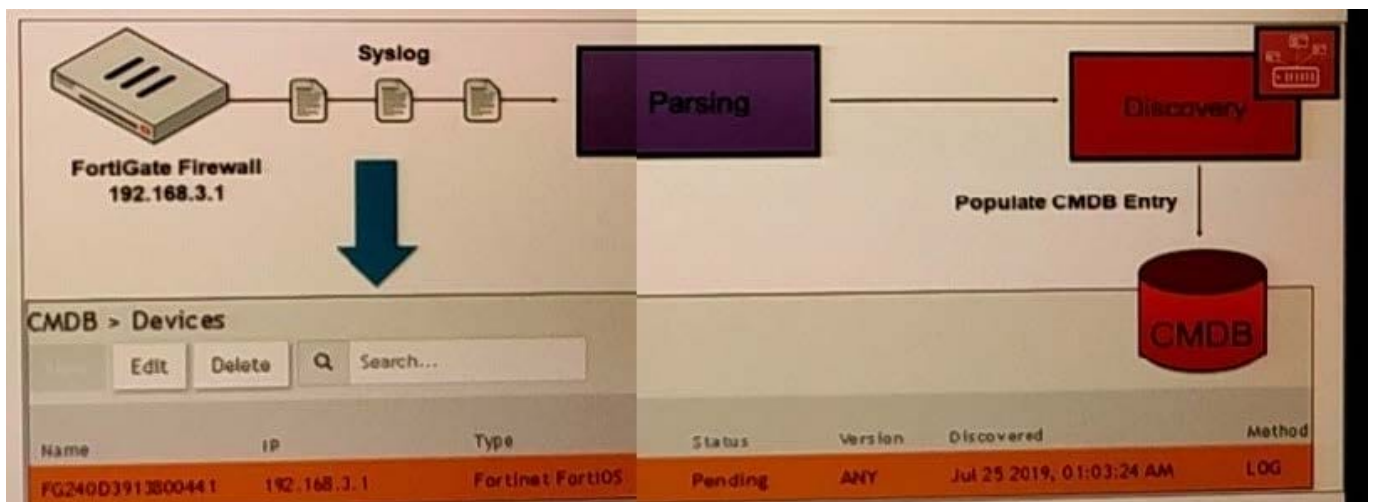 Syslog
Parsing
Discovery
FortiGate Firewall
192.168.3.1
Populate CMDB Entry
CMDB
CMDB > Devices
Edit Delete Search...
Name IP Type Status Version Discovered Method
FG240D3913800441 192.168.3.1 Fortinet FortiOS Pending ANY Jul 25 2019, 01:03:24 AM LOG